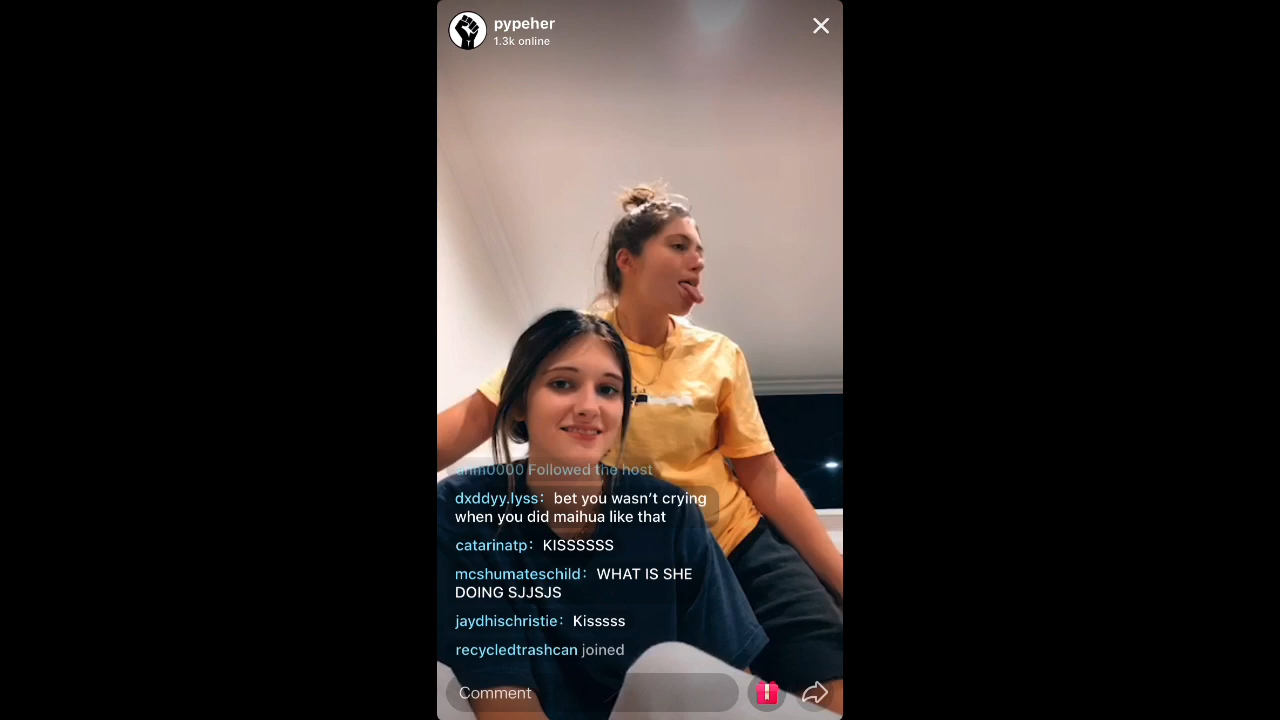 pypeher
1.3k online
anm0000 Followed the host
dxddyy.lyss: bet you wasn't crying
when you did maihua like that
catarinatp: KISSSSSS
mcshumateschild: WHAT IS SHE
DOING SJJSJS
jaydhischristie: Kisssss
recycledtrashcan joined
Comment